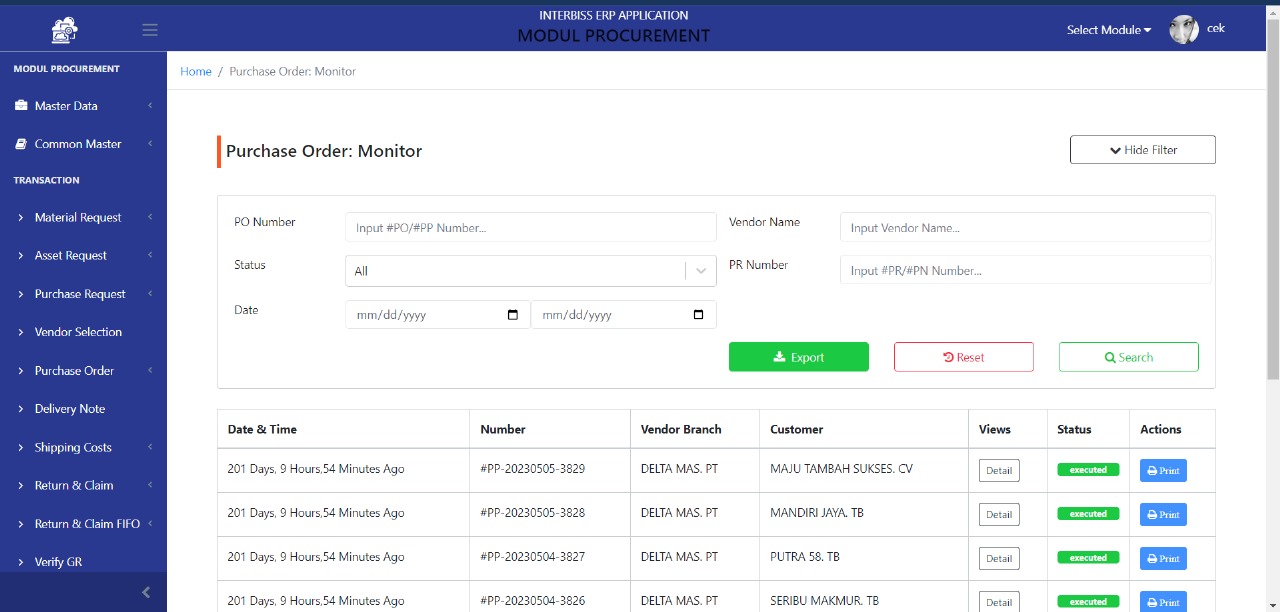 INTERBISS ERP APPLICATION
MODUL PROCUREMENT
Select Module
cek
MODUL PROCUREMENT
Master Data
Common Master
TRANSACTION
Material Request
Asset Request
Purchase Request
Vendor Selection
Purchase Order
Delivery Note
Shipping Costs
Return & Claim
Return & Claim FIFO
Verify GR
Home / Purchase Order: Monitor
Purchase Order: Monitor
Hide Filter
PO Number Input #PO/#PP Number... Vendor Name Input Vendor Name...
Status All PR Number Input #PR/#PN Number...
Date mm/dd/yyyy mm/dd/yyyy
Export Reset Search
Date & Time Number Vendor Branch Customer Views Status Actions
201 Days, 9 Hours,54 Minutes Ago #PP-20230505-3829 DELTA MAS. PT MAJU TAMBAH SUKSES. CV Detail executed Print
201 Days, 9 Hours,54 Minutes Ago #PP-20230505-3828 DELTA MAS. PT MANDIRI JAYA. TB Detail executed Print
201 Days, 9 Hours,54 Minutes Ago #PP-20230504-3827 DELTA MAS. PT PUTRA 58. TB Detail executed Print
201 Days, 9 Hours,54 Minutes Ago #PP-20230504-3826 DELTA MAS. PT SERIBU MAKMUR. TB Detail executed Print